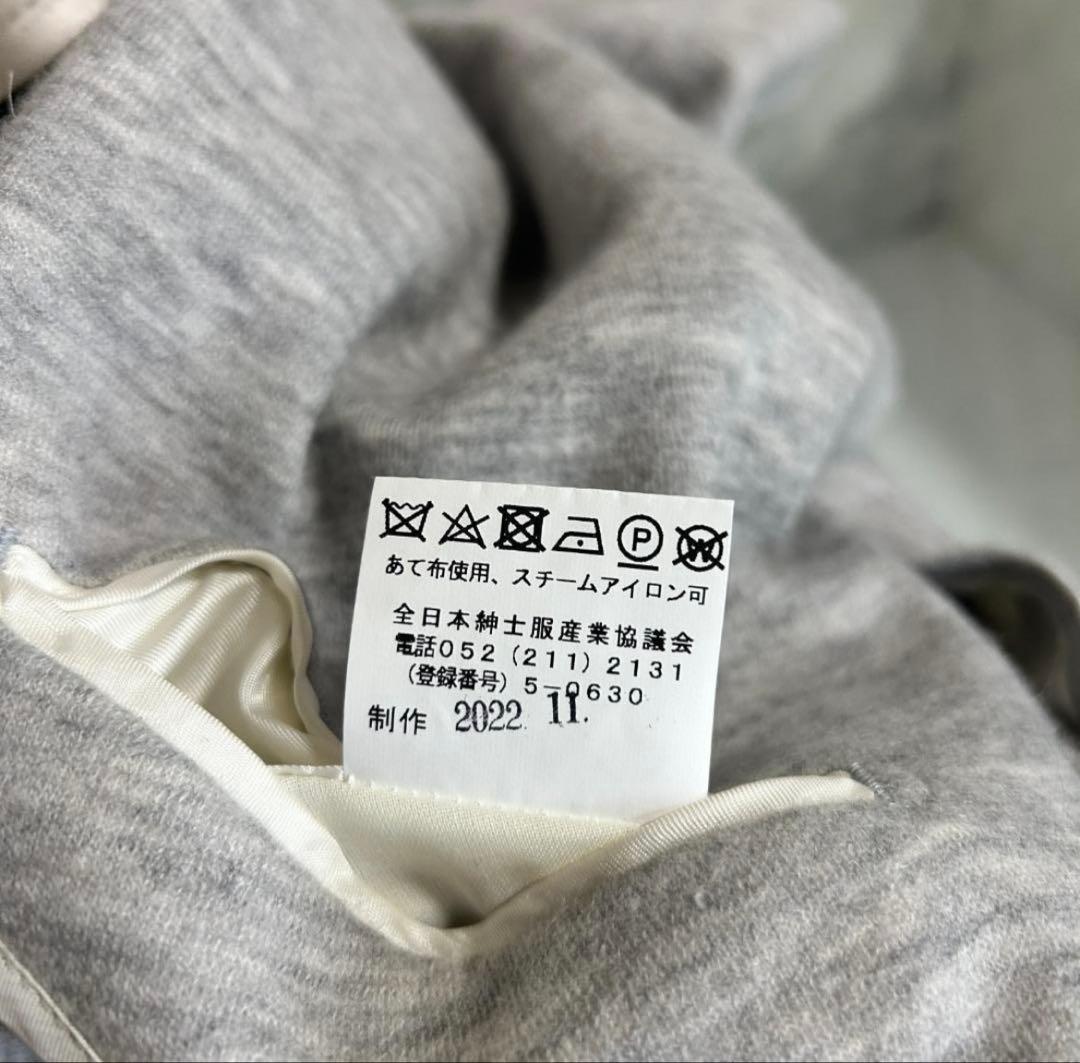 P W
あて布使用、スチームアイロン可
全日本紳士服産業協議会
電話052（211）2131
（登録番号）5-0630
制作 2022. 11.